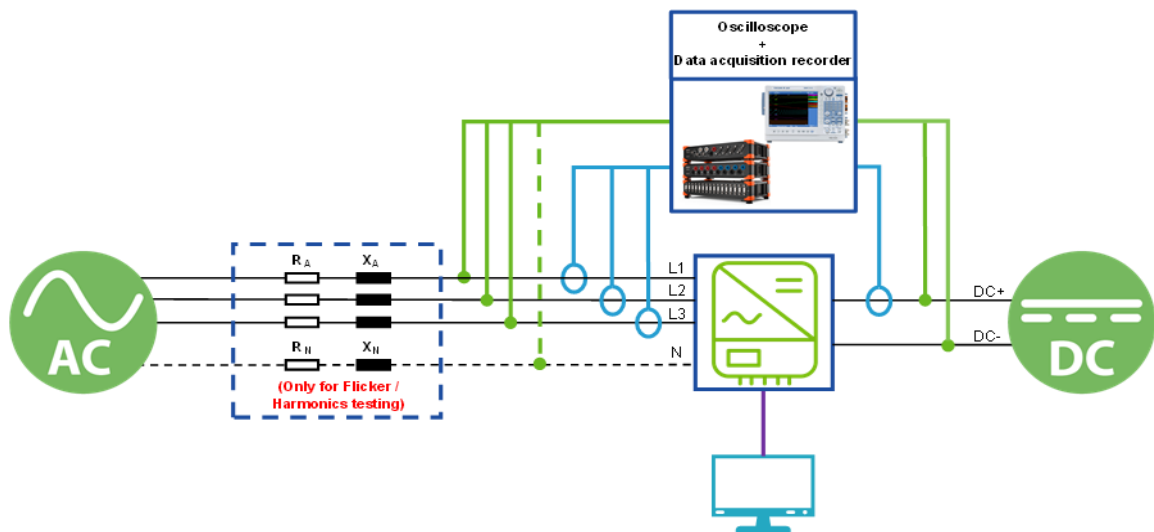 Oscilloscope
+
Data acquisition recorder
R A
X A
L1
L2
L3
N
R N
X N
(Only for Flicker /
Harmonics testing)
AC
DC+
DC-
DC